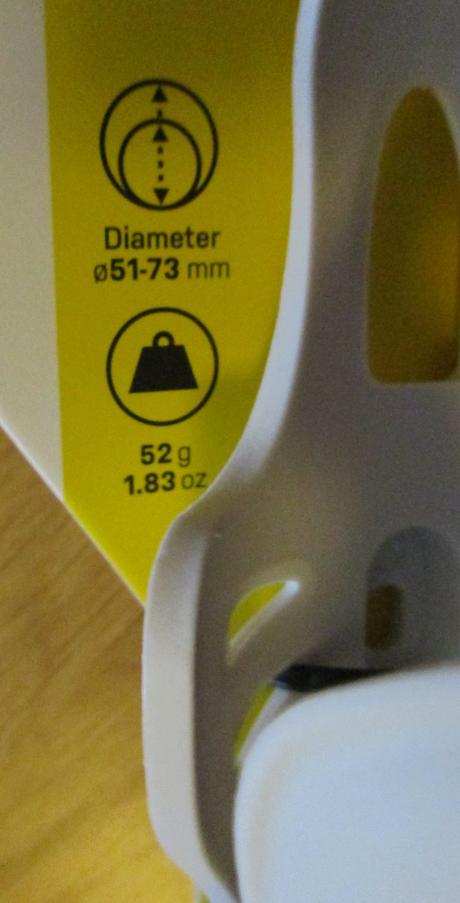 Diameter
ø51-73 mm
52 g
1.83 oz